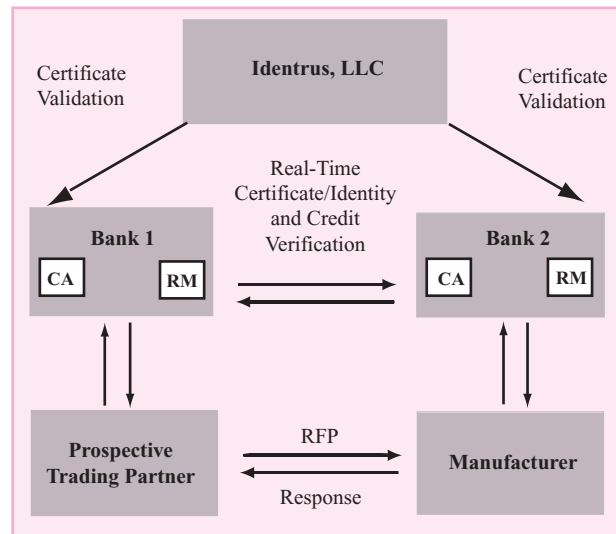 Identrus, LLC
Certificate
Validation
Certificate
Validation
Real-Time
Certificate/Identity
and Credit
Verification
Bank 1
CA
RM
Bank 2
CA
RM
Prospective
Trading Partner
RFP
Response
Manufacturer